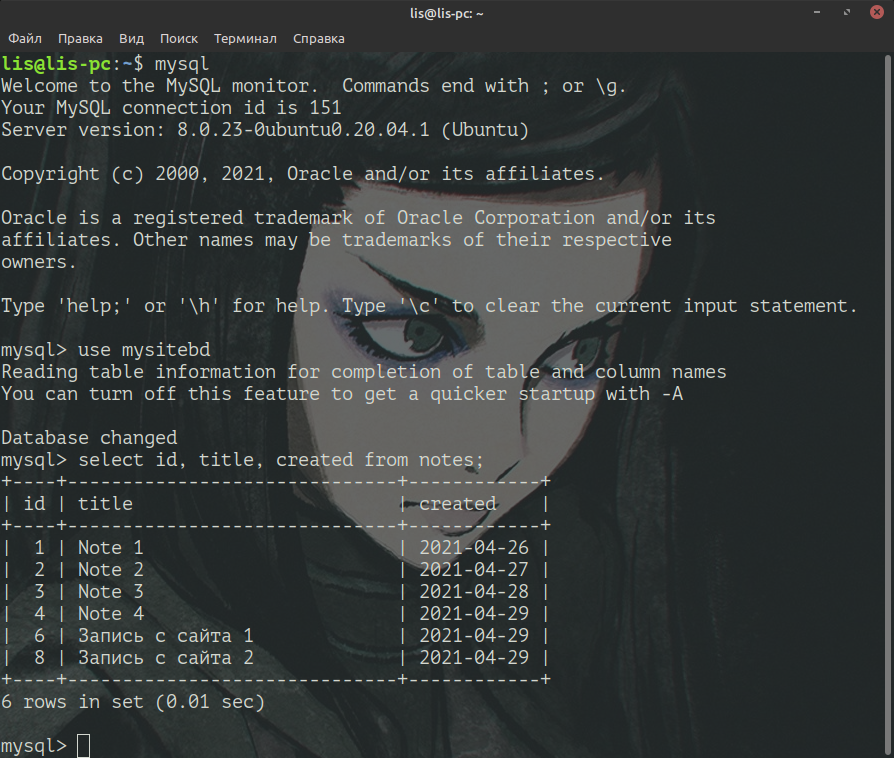 lis@lis-pc: ~
Файл Правка Вид Поиск Терминал Справка
lis@lis-pc:~$ mysql
Welcome to the MySQL monitor.  Commands end with ; or \g.
Your MySQL connection id is 151
Server version: 8.0.23-0ubuntu0.20.04.1 (Ubuntu)
Copyright (c) 2000, 2021, Oracle and/or its affiliates.
Oracle is a registered trademark of Oracle Corporation and/or its
affiliates. Other names may be trademarks of their respective
owners.
Type 'help;' or '\h' for help. Type '\c' to clear the current input statement.
mysql> use mysitebd
Reading table information for completion of table and column names
You can turn off this feature to get a quicker startup with -A
Database changed
mysql> select id, title, created from notes;
+----+------------------------------+------------+
| id | title                        | created    |
+----+------------------------------+------------+
|  1 | Note 1                       | 2021-04-26 |
|  2 | Note 2                       | 2021-04-27 |
|  3 | Note 3                       | 2021-04-28 |
|  4 | Note 4                       | 2021-04-29 |
|  6 | Запись с сайта 1             | 2021-04-29 |
|  8 | Запись с сайта 2             | 2021-04-29 |
+----+------------------------------+------------+
6 rows in set (0.01 sec)
mysql>